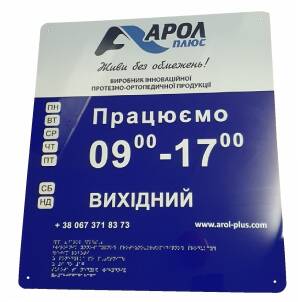 АРОЛ
ПЛЮС
Живи без обмежень!
ВИРОБНИК ІННОВАЦІЙНОЇ
ПРОТЕЗНО-ОРТОПЕДИЧНОЇ ПРОДУКЦІЇ
ПН
ВТ
СР
ЧТ
ПТ
Працюємо
09⁰⁰-17⁰⁰
СБ
НД
ВИХІДНИЙ
+ 38 067 371 83 73
www.arol-plus.com